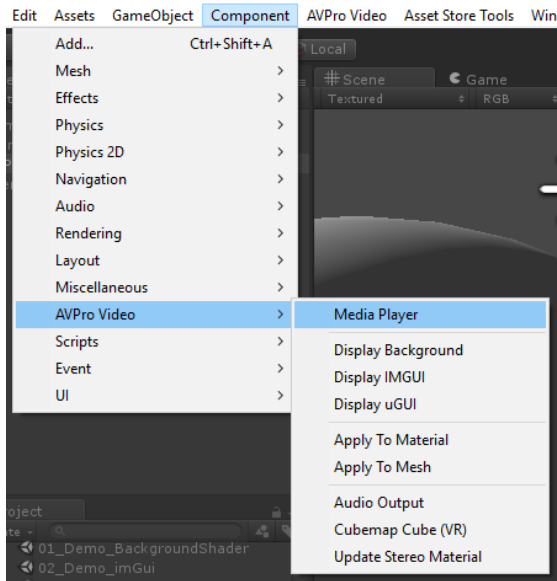 Edit Assets GameObject Component AVPro Video Asset Store Tools Win
Add... Ctrl+Shift+A
Local
Mesh
#Scene Game
Effects
Textured RGB
Physics
Physics 2D
Navigation
Audio
Rendering
Layout
Miscellaneous
AVPro Video
Media Player
Scripts
Display Background
Event
Display IMGUI
UI
Display uGUI
Apply To Material
Apply To Mesh
roject
Audio Output
01_Demo_BackgroundShader
Cubemap Cube (VR)
02_Demo_imGui
Update Stereo Material